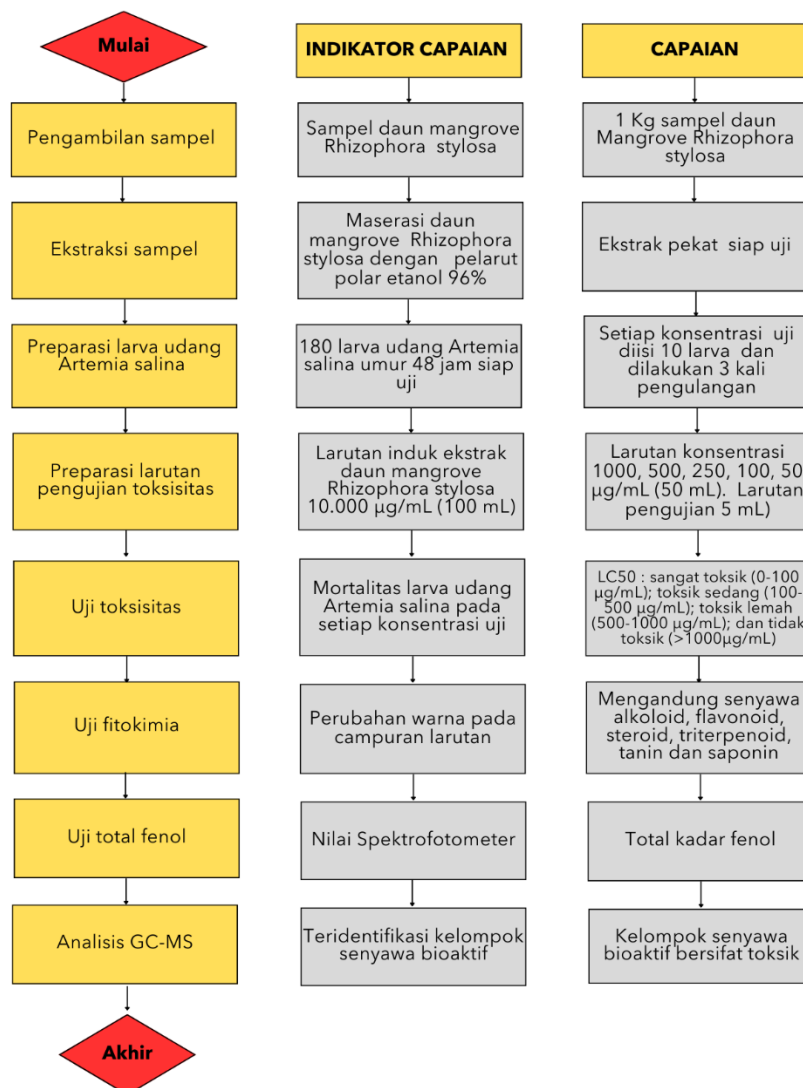 Mulai
Pengambilan sampel
Ekstraksi sampel
Preparasi larva udang
Artemia salina
Preparasi larutan
pengujian toksisitas
Uji toksisitas
Uji fitokimia
Uji total fenol
Analisis GC-MS
Akhir
INDIKATOR CAPAIAN
Sampel daun mangrove
Rhizophora stylosa
Maserasi daun
mangrove Rhizophora
stylosa dengan pelarut
polar etanol 96%
180 larva udang Artemia
salina umur 48 jam siap
uji
Larutan induk ekstrak
daun mangrove
Rhizophora stylosa
10.000 µg/mL (100 mL)
Mortalitas larva udang
Artemia salina pada
setiap konsentrasi uji
Perubahan warna pada
campuran larutan
Nilai Spektrofotometer
Teridentifikasi kelompok
senyawa bioaktif
CAPAIAN
1 Kg sampel daun
Mangrove Rhizophora
stylosa
Ekstrak pekat siap uji
Setiap konsentrasi uji
diisi 10 larva dan
dilakukan 3 kali
pengulangan
Larutan konsentrasi
1000, 500, 250, 100, 50
µg/mL (50 mL). Larutan
pengujian 5 mL)
LC50 : sangat toksik (0-100
µg/mL); toksik sedang (100-
500 µg/mL); toksik lemah
(500-1000 µg/mL); dan tidak
toksik (>1000µg/mL)
Mengandung senyawa
alkoloid, flavonoid,
steroid, triterpenoid,
tanin dan saponin
Total kadar fenol
Kelompok senyawa
bioaktif bersifat toksik